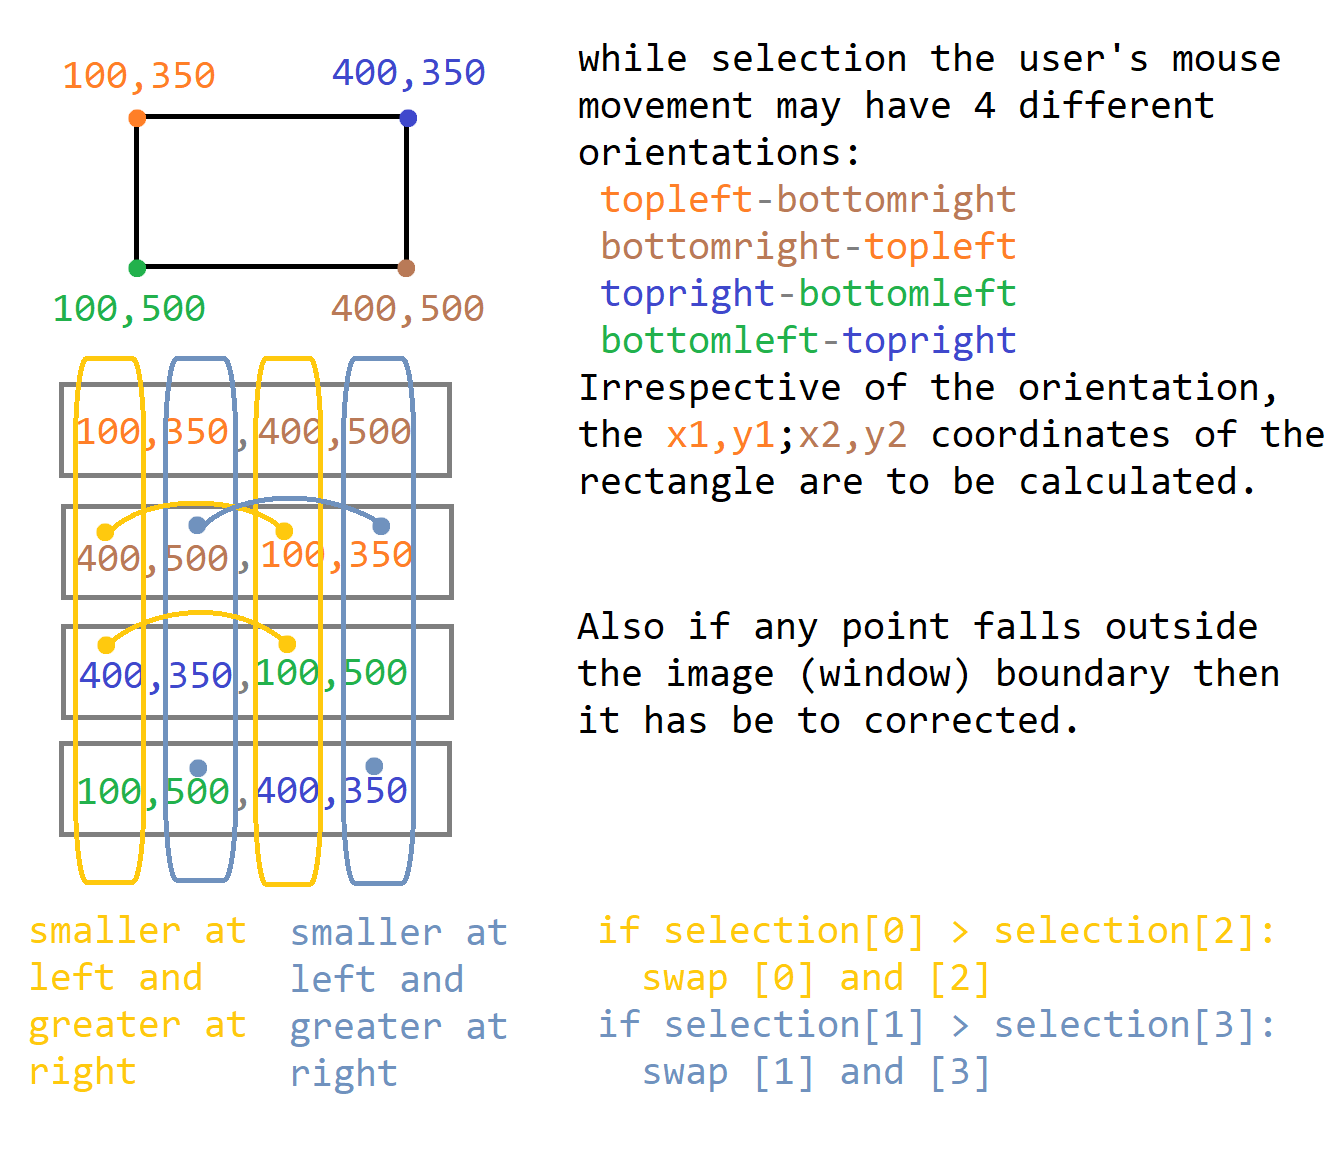 100,350
400,350
100,500
400,500
100,350,400,500
400,500,100,350
400,350,100,500
100,500,400,350
smaller at
left and
greater at
right
smaller at
left and
greater at
right
while selection the user's mouse
movement may have 4 different
orientations:
topleft-bottomright
bottomright-topleft
topright-bottomleft
bottomleft-topright
Irrespective of the orientation,
the x1,y1;x2,y2 coordinates of the
rectangle are to be calculated.
Also if any point falls outside
the image (window) boundary then
it has be to corrected.
if selection[0] > selection[2]:
swap [0] and [2]
if selection[1] > selection[3]:
swap [1] and [3]